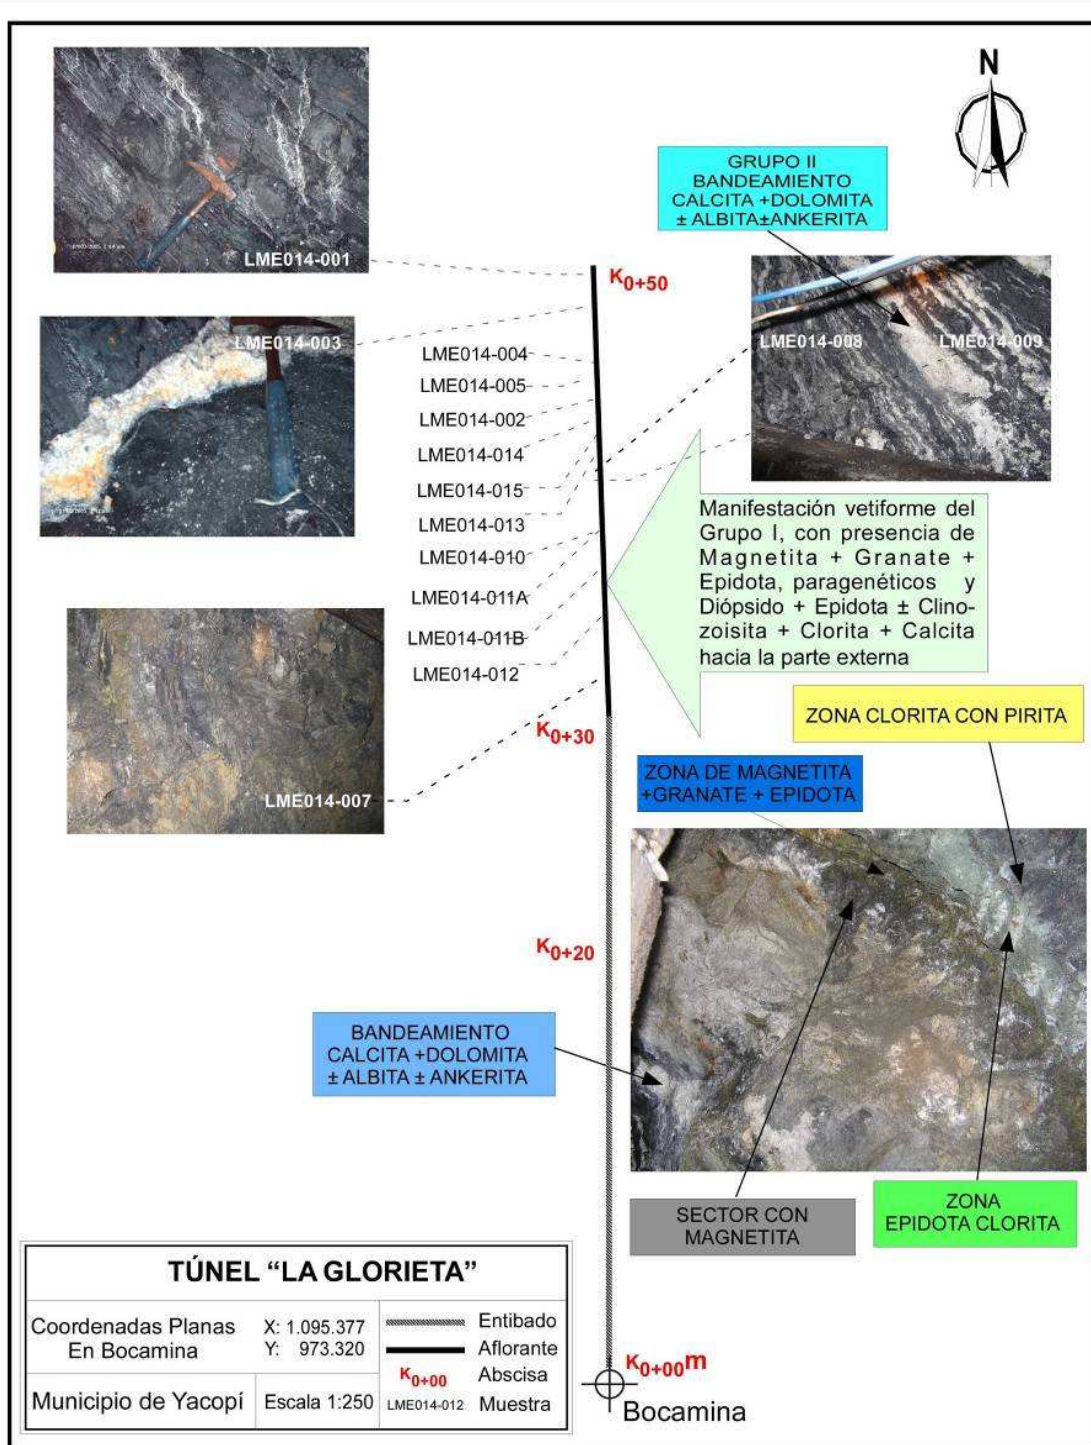 N
LME014-001
GRUPO II
BANDEAMIENTO
CALCITA +DOLOMITA
± ALBITA±ANKERITA
K0+50
LME014-003
LME014-008
LME014-009
LME014-004
LME014-005
LME014-002
LME014-014
LME014-015
LME014-013
LME014-010
LME014-011A
LME014-011B
LME014-012
Manifestación vetiforme del
Grupo I, con presencia de
Magnetita + Granate +
Epidota, paragenéticos y
Diópsido + Epidota ± Clino-
zoisita + Clorita + Calcita
hacia la parte externa
LME014-007
K0+30
ZONA CLORITA CON PIRITA
ZONA DE MAGNETITA
+GRANATE + EPIDOTA
K0+20
BANDEAMIENTO
CALCITA +DOLOMITA
± ALBITA ± ANKERITA
SECTOR CON
MAGNETITA
ZONA
EPIDOTA CLORITA
TÚNEL “LA GLORIETA”
Coordenadas Planas
En Bocamina
X: 1.095.377
Y: 973.320
Entibado
Aflorante
K0+00 Abscisa
LME014-012 Muestra
Municipio de Yacopí
Escala 1:250
K0+00m
Bocamina